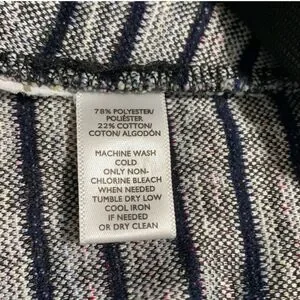 78% POLYESTER/
POLIÉSTER
22% COTTON/
COTON/ ALGODÓN
MACHINE WASH
COLD
ONLY NON-
CHLORINE BLEACH
WHEN NEEDED
TUMBLE DRY LOW
COOL IRON
IF NEEDED
OR DRY CLEAN